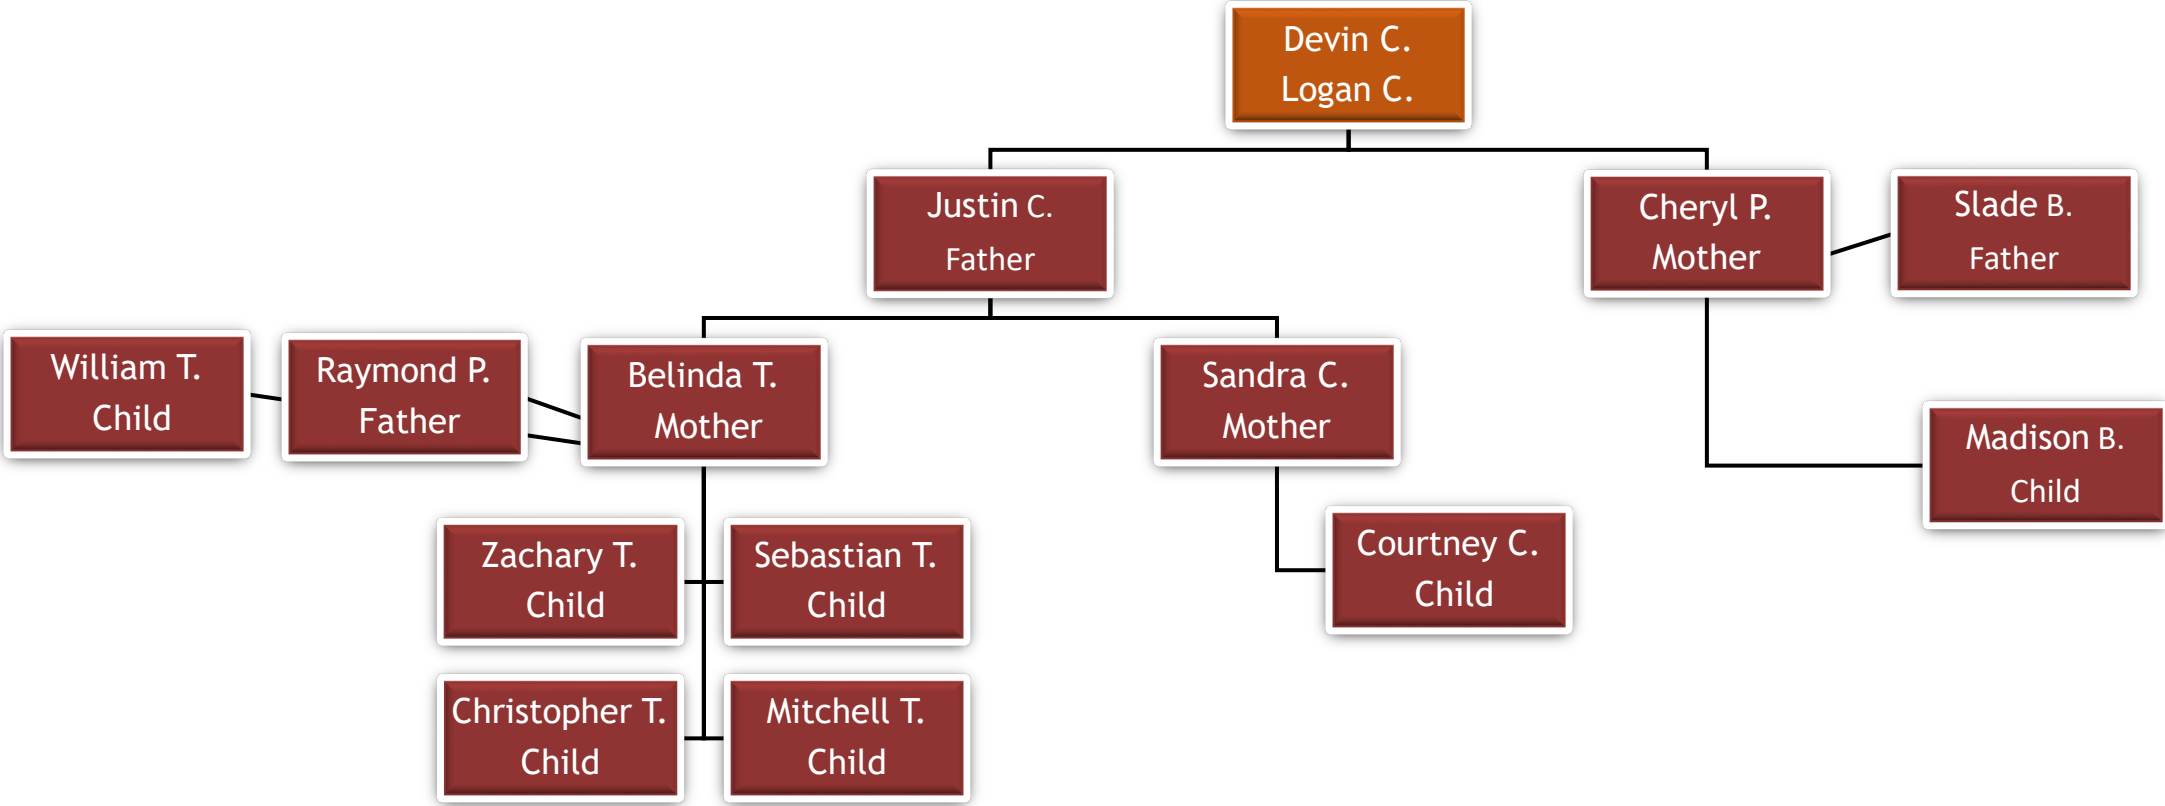 Devin C.
Logan C.
Justin C.
Father
Cheryl P.
Mother
Slade B.
Father
William T.
Child
Raymond P.
Father
Belinda T.
Mother
Sandra C.
Mother
Madison B.
Child
Zachary T.
Child
Sebastian T.
Child
Courtney C.
Child
Christopher T.
Child
Mitchell T.
Child